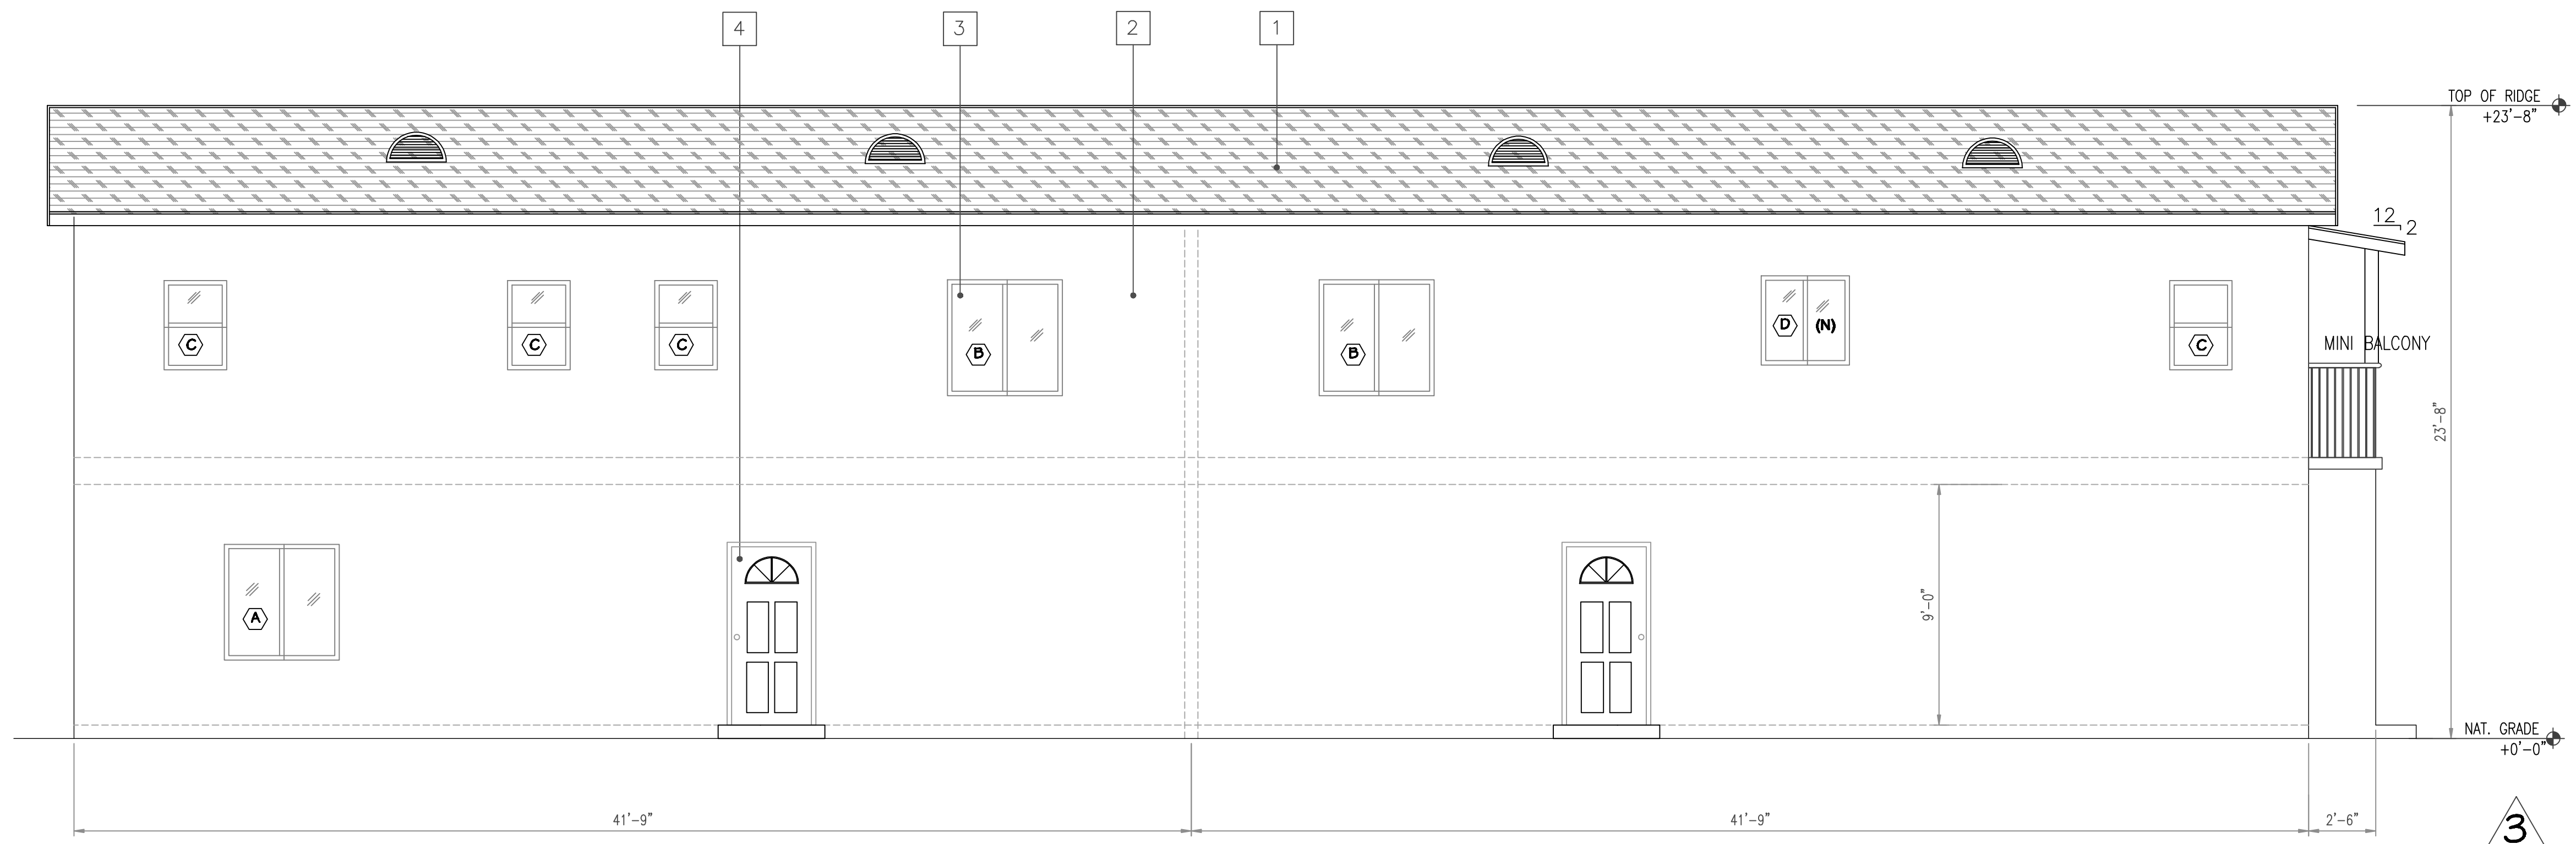 4
3
2
1
TOP OF RIDGE
+23'-8"
12
2
C
C
C
B
B
D
(N)
C
MINI BALCONY
23'-8"
9'-0"
A
NAT. GRADE
+0'-0"
41'-9"
41'-9"
2'-6"
3